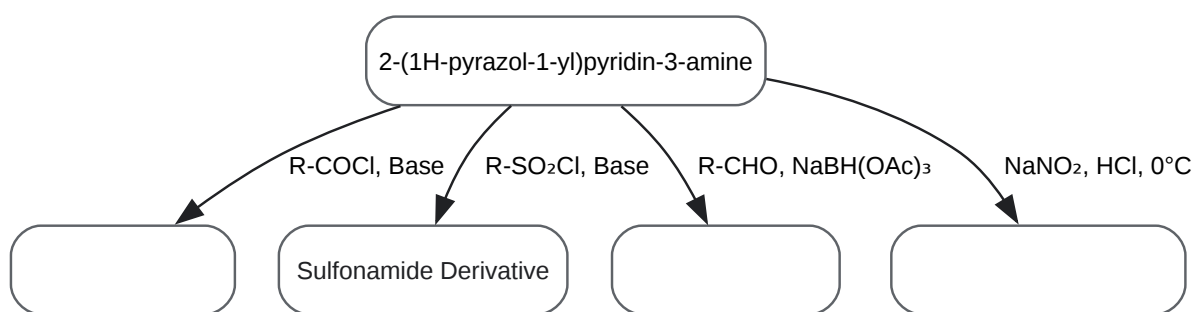 2-(1H-pyrazol-1-yl)pyridin-3-amine
R-COCl, Base
R-SO₂Cl, Base
R-CHO, NaBH(OAc)₃
NaNO₂, HCl, 0°C
Sulfonamide Derivative